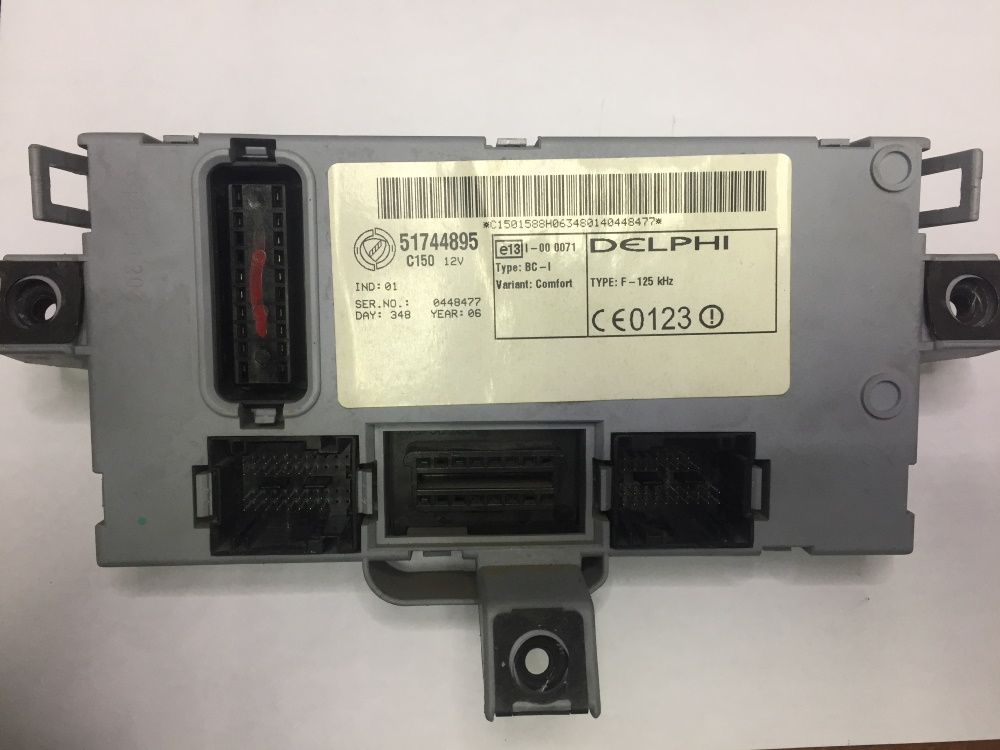 *C1501588H063480140448477*
51744895
C150 12V
IND: 01
SER.NO.: 0448477
DAY: 348 YEAR: 06
e13 I-00 0071
Type: BC-I
Variant: Comfort
DELPHI
TYPE: F-125 kHz
CE0123